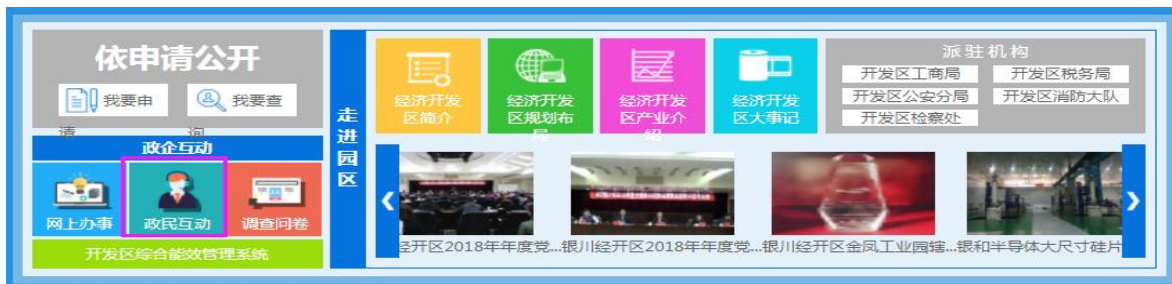 依申请公开
我要申
请
我要查
询
政企互动
网上办事
政民互动
调查问卷
开发区综合能效管理系统
走进园区
经济开发
区简介
经济开发
区规划布
局
经济开发
区产业介
绍
经济开发
区大事记
派驻机构
开发区工商局
开发区税务局
开发区公安分局
开发区消防大队
开发区检察处
经开区2018年年度党...
银川经开区2018年年度党...
银川经开区金凤工业园辖...
银和半导体大尺寸硅片